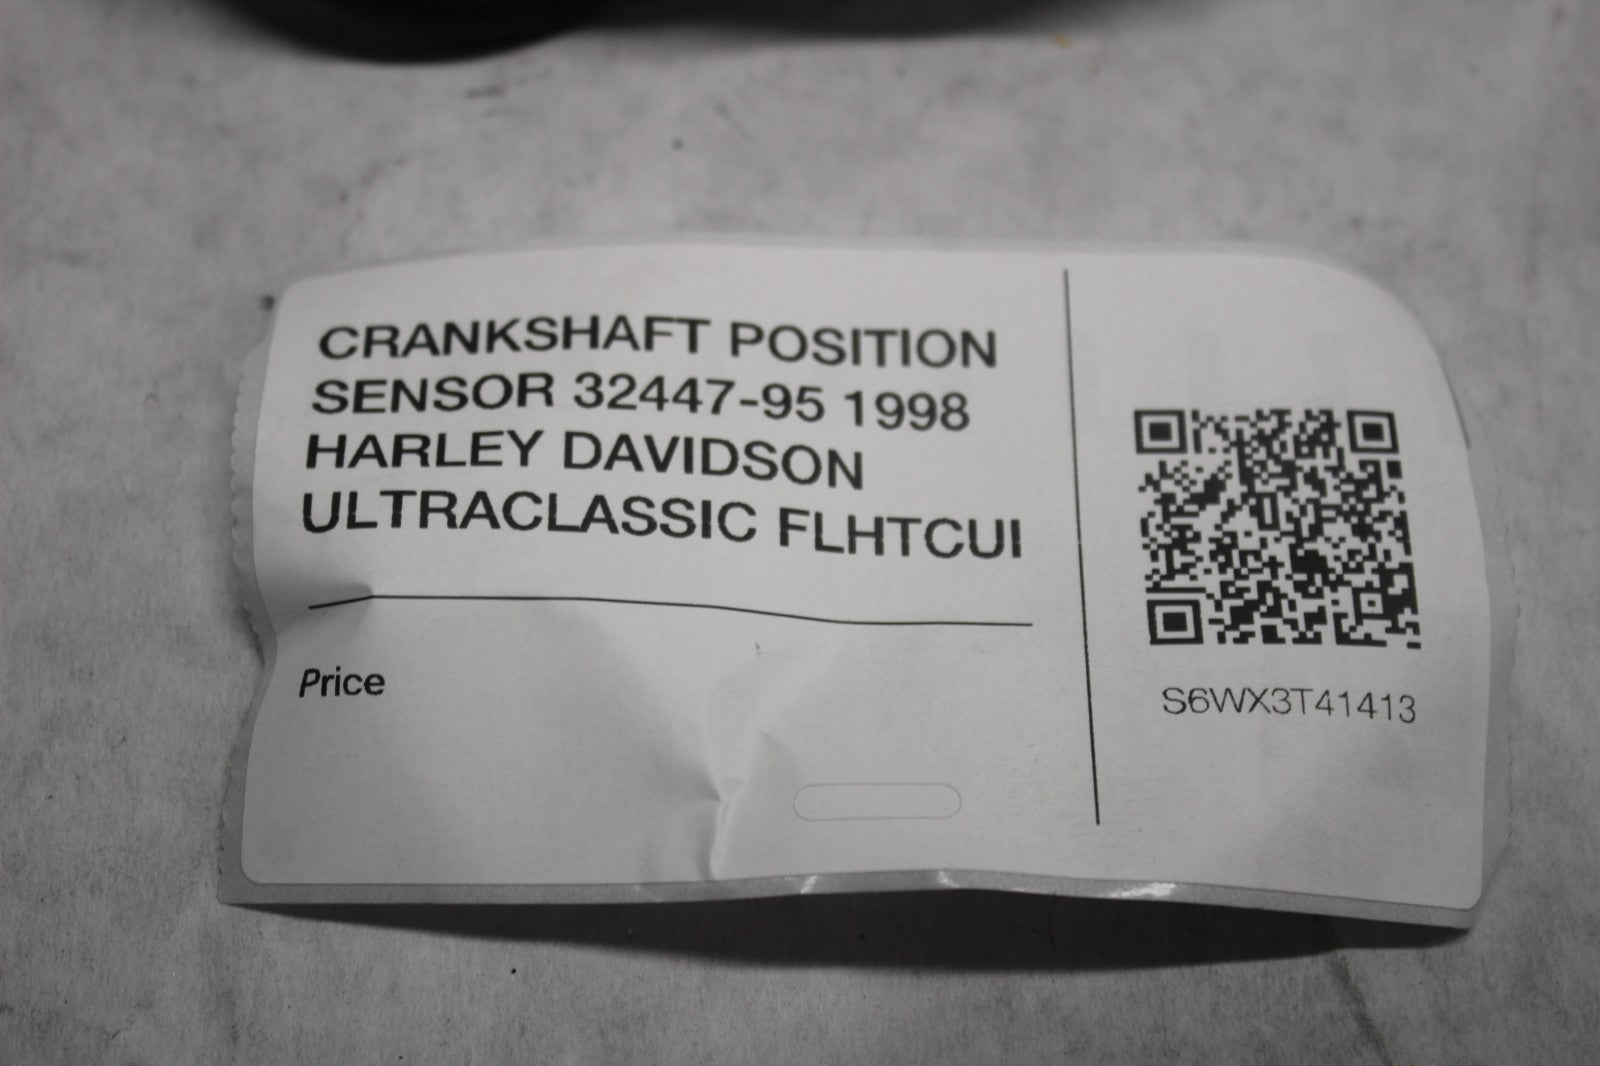 CRANKSHAFT POSITION
SENSOR 32447-95 1998
HARLEY DAVIDSON
ULTRACLASSIC FLHTCUI
Price
S6WX3T41413